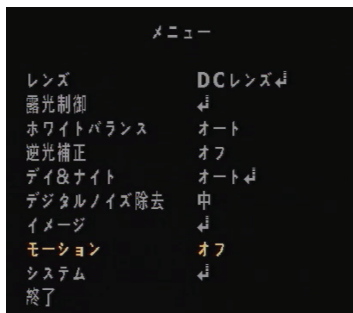 メニュー
レンズ DCレンズ↲
露光制御 ↲
ホワイトバランス オート
逆光補正 オフ
デイ&ナイト オート↲
デジタルノイズ除去 中
イメージ ↲
モーション オフ
システム ↲
終了